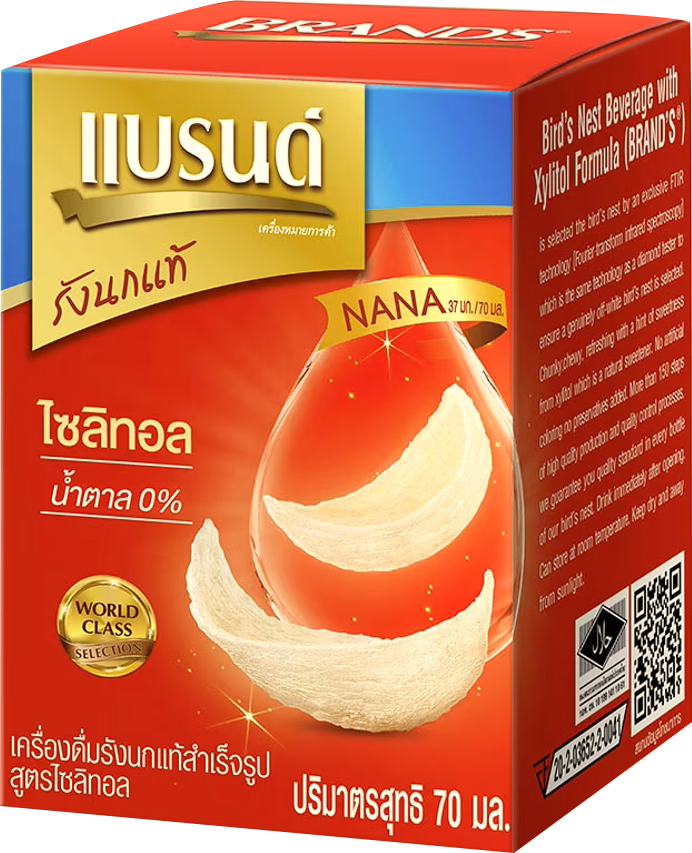 BRAND'S®
แบรนด์
เครื่องหมายการค้า
รังนกแท้
NANA 37 มก./70 มล.
ไซลิทอล
น้ำตาล 0%
WORLD
CLASS
SELECTION
เครื่องดื่มรังนกแท้สำเร็จรูป
สูตรไซลิทอล
ปริมาตรสุทธิ 70 มล.
Bird's Nest Beverage with
Xylitol Formula (BRAND'S®)
is selected the bird's nest by an exclusive FTIR
technology (Fourier-transform infrared spectroscopy)
which is the same technology as a diamond tester to
ensure a genuinely off-white bird's nest is selected.
Chunky,chewy, refreshing with a hint of sweetness
from xylitol which is a natural sweetener. No artificial
coloring no preservatives added. More than 150 steps
of high quality production and quality control processes,
we guarantee you quality standard in every bottle
of our bird's nest. Drink immediately after opening.
Can store at room temperature. Keep dry and away
from sunlight.
20-2-03652-2-0041